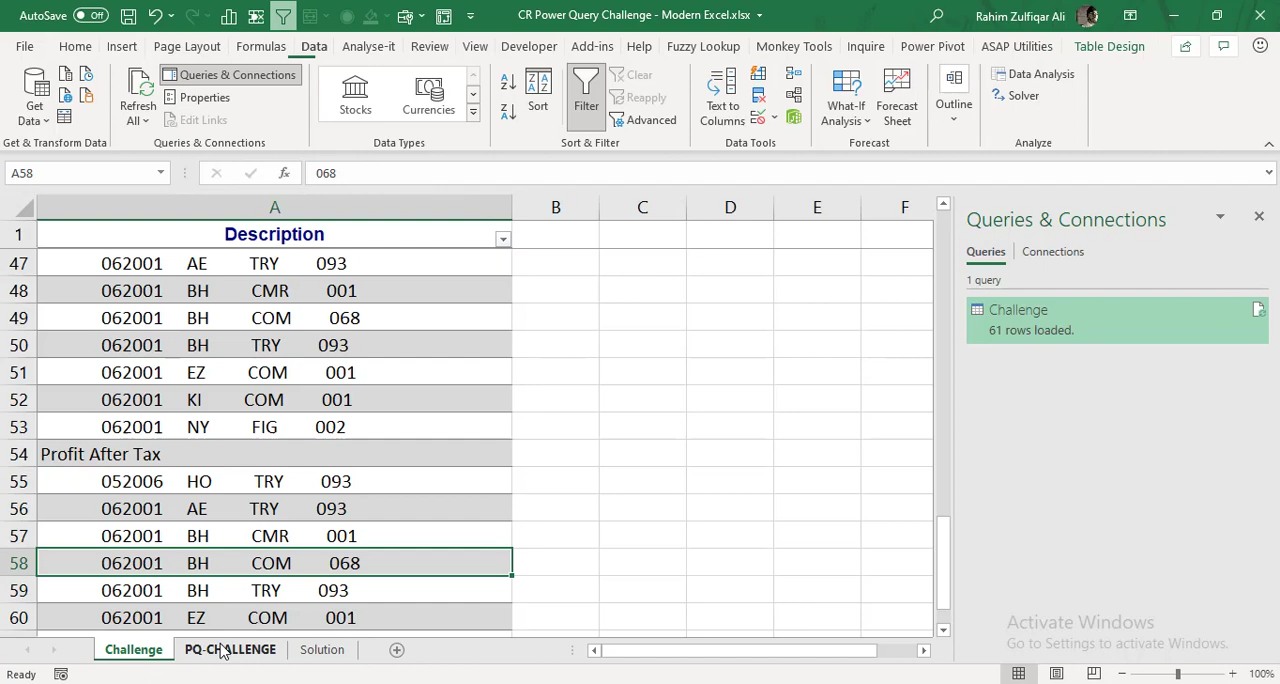 AutoSave Off CR Power Query Challenge - Modern Excel.xlsx Rahim Zulfiqar Ali
File Home Insert Page Layout Formulas Data Analyse-it Review View Developer Add-ins Help Fuzzy Lookup Monkey Tools Inquire Power Pivot ASAP Utilities Table Design
Get Data
Refresh All
Queries & Connections
Properties
Edit Links
Stocks
Currencies
Sort
Filter
Clear
Reapply
Advanced
Text to Columns
What-If Analysis
Forecast Sheet
Outline
Data Analysis
Solver
Get & Transform Data Queries & Connections Data Types Sort & Filter Data Tools Forecast Analyze
A58 fx 068
A B C D E F
1 Description
47 062001 AE TRY 093
48 062001 BH CMR 001
49 062001 BH COM 068
50 062001 BH TRY 093
51 062001 EZ COM 001
52 062001 KI COM 001
53 062001 NY FIG 002
54 Profit After Tax
55 052006 HO TRY 093
56 062001 AE TRY 093
57 062001 BH CMR 001
58 062001 BH COM 068
59 062001 BH TRY 093
60 062001 EZ COM 001
Queries & Connections
Queries Connections
1 query
Challenge
61 rows loaded.
Activate Windows
Go to Settings to activate Windows.
Challenge PQ-CHALLENGE Solution
Ready 100%